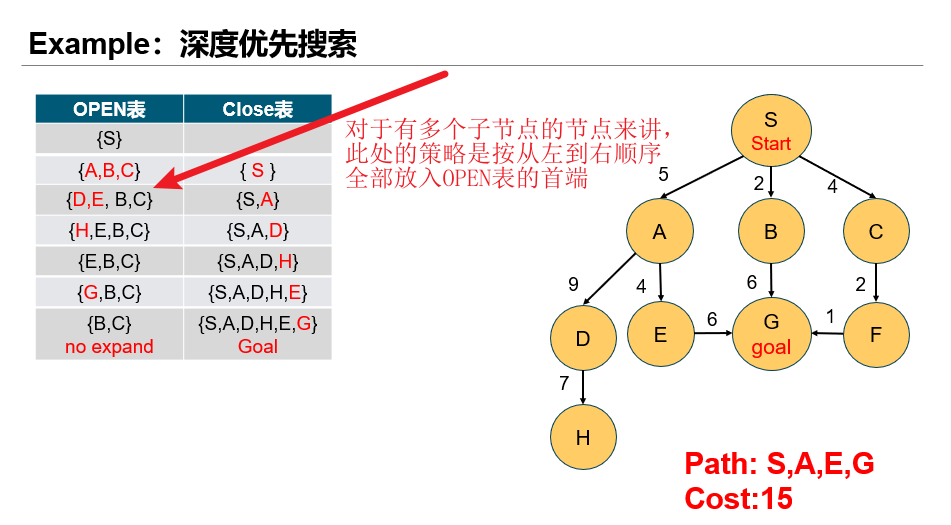 Example：深度优先搜索
OPEN表 Close表
{S}
{A,B,C} { S }
{D,E, B,C} {S,A}
{H,E,B,C} {S,A,D}
{E,B,C} {S,A,D,H}
{G,B,C} {S,A,D,H,E}
{B,C} {S,A,D,H,E,G}
no expand Goal
对于有多个子节点的节点来讲，
此处的策略是按从左到右顺序
全部放入OPEN表的首端
S
Start
5
2
4
A
B
C
9
4
6
2
D
E
6
G
goal
1
F
7
H
Path: S,A,E,G
Cost:15